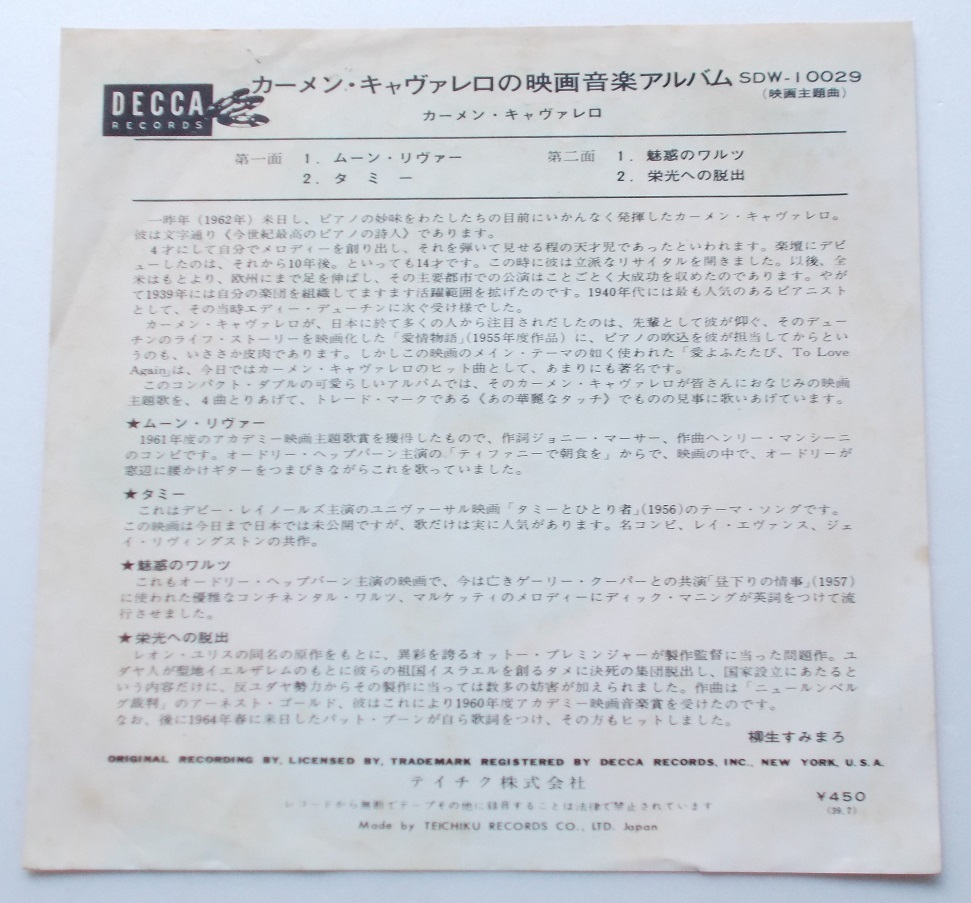 カーメン・キャヴァレロの映画音楽アルバム SDW-10029
DECCA
RECORDS
(映画主題曲)
カーメン・キャヴァレロ
第一面 1. ムーン・リヴァー 第二面 1. 魅惑のワルツ
2. タミー 2. 栄光への脱出
一昨年(1962年)来日し、ピアノの妙味をわたしたちの目前にいかんなく発揮したカーメン・キャヴァレロ。
彼は文字通り《今世紀最高のピアノの詩人》であります。
4才にして自分でメロディーを創り出し、それを弾いて見せる程の天才児であったといわれます。楽壇にデビ
ューしたのは、それから10年後。といっても14才です。この時に彼は立派なリサイタルを開きました。以後、全
米はもとより、欧州にまで足を伸ばし、その主要都市での公演はことごとく大成功を収めたのであります。やが
て1939年には自分の楽団を組織してますます活躍範囲を拡げたのです。1940年代には最も人気のあるピアニスト
として、その当時エディー・デューチンに次ぐ受け様でした。
カーメン・キャヴァレロが、日本に於て多くの人から注目されだしたのは、先輩として彼が仰ぐ、そのデュー
チンのライフ・ストーリーを映画化した「愛情物語」(1955年度作品)に、ピアノの吹込を彼が担当してからとい
うのも、いささか皮肉であります。しかしこの映画のメイン・テーマの如く使われた「愛よふたたび、To Love
Again」は、今日ではカーメン・キャヴァレロのヒット曲として、あまりにも著名です。
このコンパクト・ダブルの可愛らしいアルバムでは、そのカーメン・キャヴァレロが皆さんにおなじみの映画
主題歌を、4曲とりあげて、トレード・マークである《あの華麗なタッチ》でものの見事に歌いあげています。
★ムーン・リヴァー
1961年度のアカデミー映画主題歌賞を獲得したもので、作詞ジョニー・マーサー、作曲ヘンリー・マンシーニ
のコンビです。オードリー・ヘップバーン主演の「ティファニーで朝食を」からで、映画の中で、オードリーが
窓辺に腰かけギターをつまびきながらこれを歌っていました。
★タミー
これはデビー・レイノールズ主演のユニヴァーサル映画「タミーとひとり者」(1956)のテーマ・ソングです。
この映画は今日まで日本では未公開ですが、歌だけは実に人気があります。名コンビ、レイ・エヴァンス、ジェ
イ・リヴィングストンの共作。
★魅惑のワルツ
これもオードリー・ヘップバーン主演の映画で、今は亡きゲーリー・クーパーとの共演「昼下りの情事」(1957)
に使われた優雅なコンチネンタル・ワルツ、マルケッティのメロディーにディック・マニングが英詞をつけて流
行させました。
★栄光への脱出
レオン・ユリスの同名の原作をもとに、異彩を誇るオットー・プレミンジャーが製作監督に当った問題作。ユ
ダヤ人が聖地イエルザレムのもとに彼らの祖国イスラエルを創るタメに決死の集団脱出し、国家設立にあたると
いう内容だけに、反ユダヤ勢力からその製作に当っては数多の妨害が加えられました。作曲は「ニュールンベル
グ裁判」のアーネスト・ゴールド、彼はこれにより1960年度アカデミー映画音楽賞を受けたのです。
なお、後に1964年春に来日したパット・ブーンが自ら歌詞をつけ、その方もヒットしました。
柳生すみまろ
ORIGINAL RECORDING BY, LICENSED BY, TRADEMARK REGISTERED BY DECCA RECORDS, INC., NEW YORK, U.S.A.
テイチク株式会社
¥450
(39.7)
レコードから無断でテープその他に録音することは法律で禁止されています
Made by TEICHIKU RECORDS CO., LTD. Japan